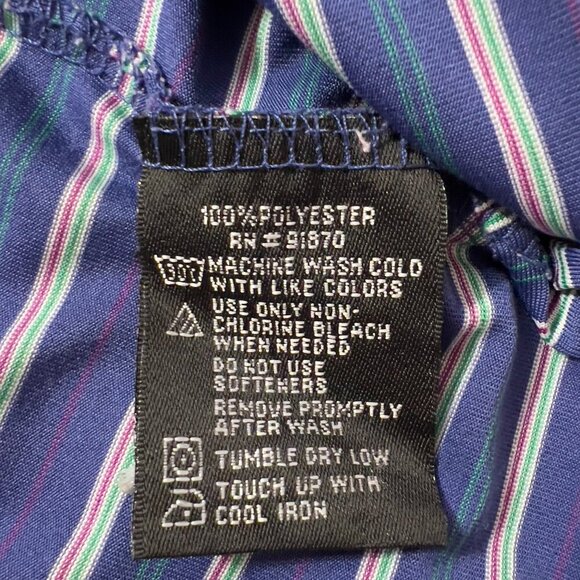 100% POLYESTER
RN # 91870
30C MACHINE WASH COLD
WITH LIKE COLORS
USE ONLY NON-
CHLORINE BLEACH
WHEN NEEDED
DO NOT USE
SOFTENERS
REMOVE PROMPTLY
AFTER WASH
TUMBLE DRY LOW
TOUCH UP WITH
COOL IRON